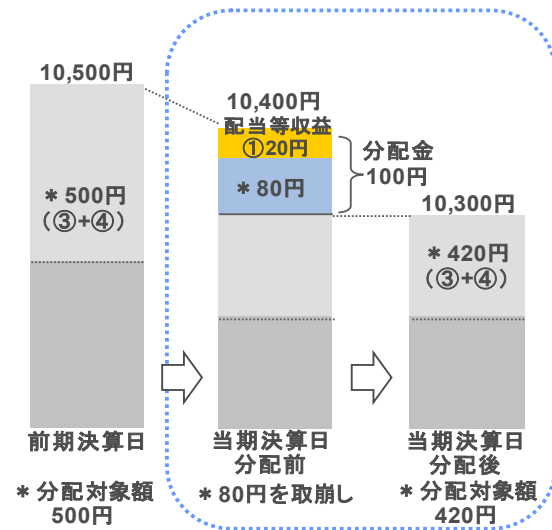 10,500円
＊500円
（③+④）
前期決算日
＊分配対象額
500円
10,400円
配当等収益
①20円
＊80円
分配金
100円
当期決算日
分配前
＊80円を取崩し
10,300円
＊420円
（③+④）
当期決算日
分配後
＊分配対象額
420円